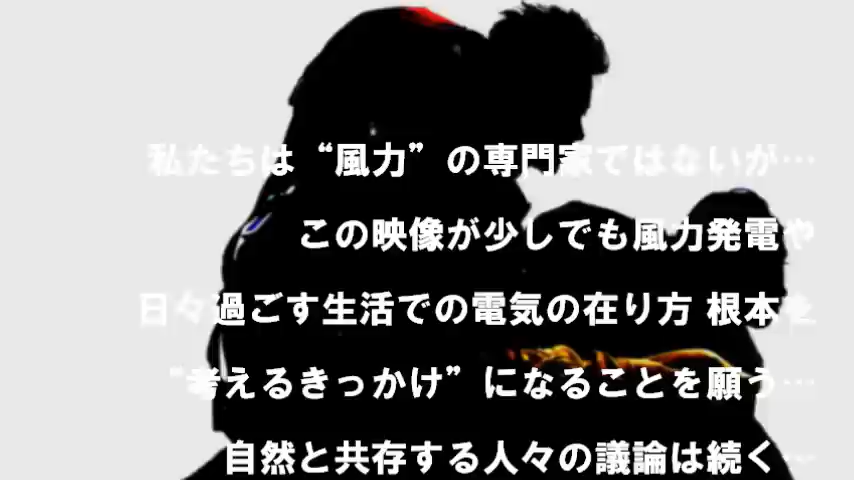 私たちは“風力”の専門家ではないが…
この映像が少しでも風力発電や
日々過ごす生活での電気の在り方 根本を
“考えるきっかけ”になることを願う…
自然と共存する人々の議論は続く…